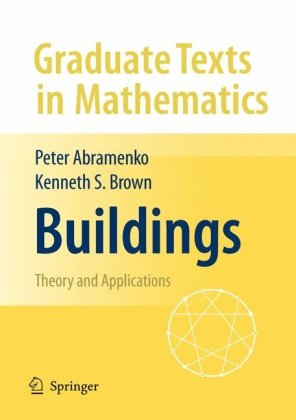 Graduate Texts
in Mathematics
Peter Abramenko
Kenneth S. Brown
Buildings
Theory and Applications
Springer